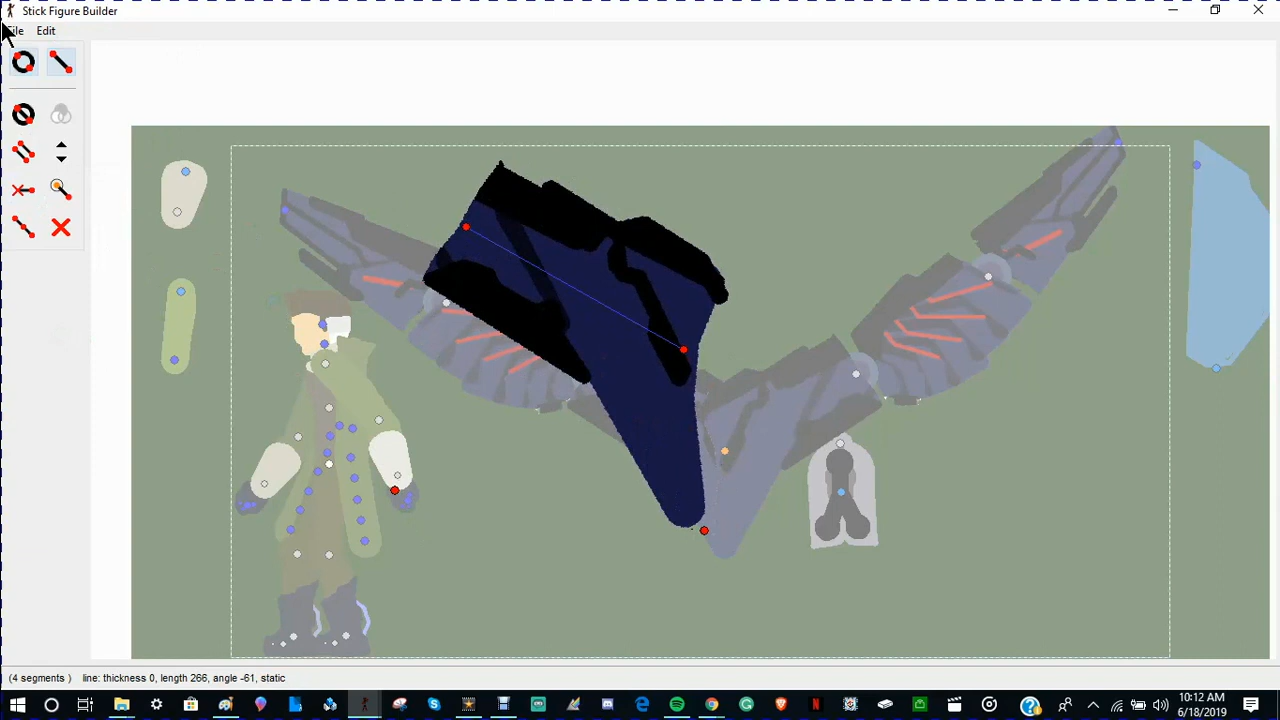 Stick Figure Builder
File Edit
(4 segments) line: thickness 0, length 266, angle -61, static
10:12 AM
6/18/2019